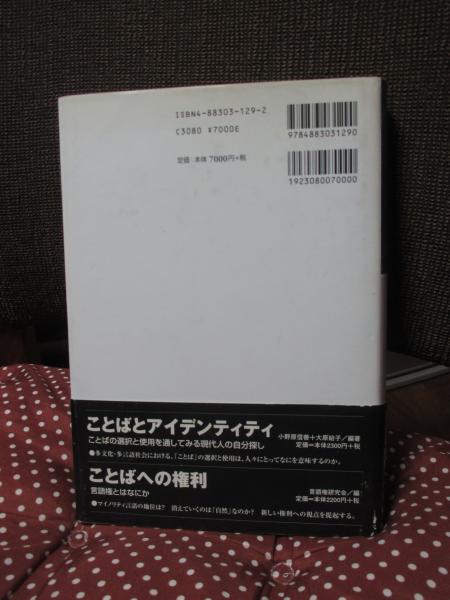 ISBN4-88303-129-2
C3080 ¥7000E
定価:本体 7000円+税
9784883031290
1923080070000
ことばとアイデンティティ
小野原信善+大原始子/編著
ことばの選択と使用を通してみる現代人の自分探し
定価=本体2300円+税
●多文化・多言語社会における、「ことば」の選択と使用は、人々にとってなにを意味するのか。
ことばへの権利
言語権研究会/編
言語権とはなにか
定価=本体2200円+税
●マイノリティ言語の地位は? 消えていくのは「自然」なのか? 新しい権利への視点を提起する。